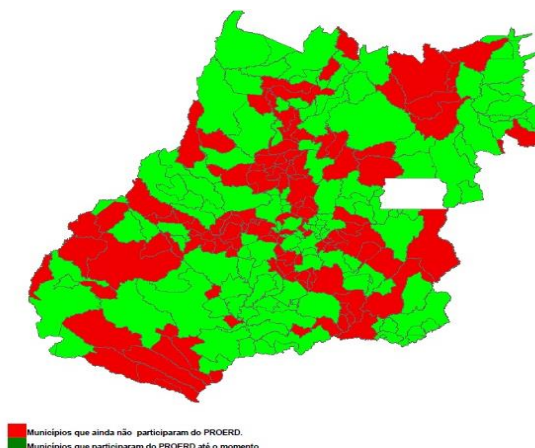 Municípios que ainda não participaram do PROERD.
Municípios que participaram do PROERD até o momento